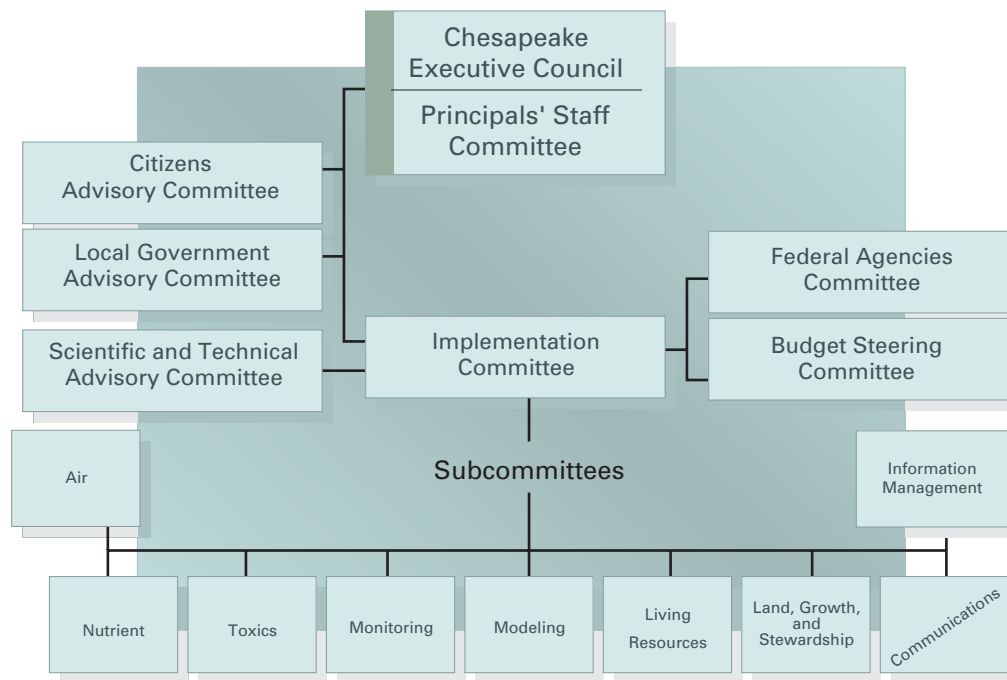 Chesapeake
Executive Council
Principals' Staff
Committee
Citizens
Advisory Committee
Local Government
Advisory Committee
Federal Agencies
Committee
Scientific and Technical
Advisory Committee
Implementation
Committee
Budget Steering
Committee
Air
Subcommittees
Information
Management
Nutrient
Toxics
Monitoring
Modeling
Living
Resources
Land, Growth,
and
Stewardship
Communications